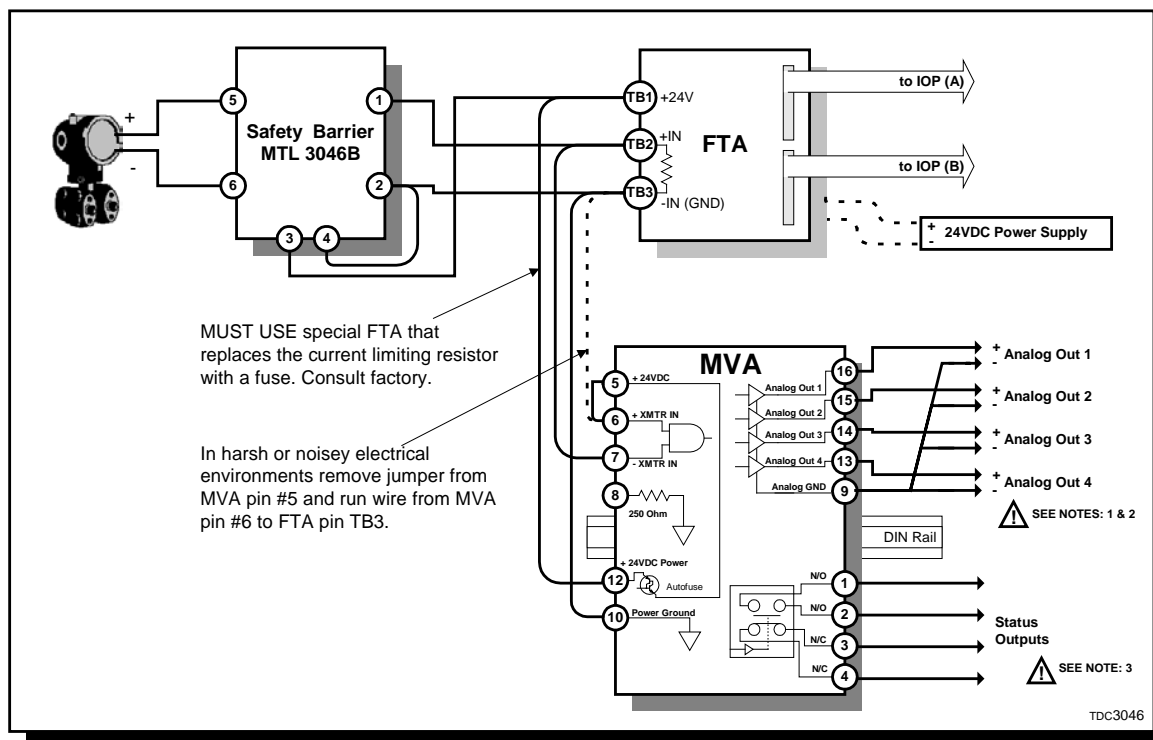 +
-
5
6
Safety Barrier
MTL 3046B
1
2
3
4
TB1
+24V
TB2
+IN
TB3
-IN (GND)
FTA
to IOP (A)
to IOP (B)
+
-
24VDC Power Supply
MUST USE special FTA that
replaces the current limiting resistor
with a fuse. Consult factory.
In harsh or noisey electrical
environments remove jumper from
MVA pin #5 and run wire from MVA
pin #6 to FTA pin TB3.
MVA
5
+ 24VDC
6
+ XMTR IN
7
- XMTR IN
8
250 Ohm
+ 24VDC Power
12
Autofuse
10
Power Ground
Analog Out 1
16
Analog Out 2
15
Analog Out 3
14
Analog Out 4
13
Analog GND
9
+
-
Analog Out 1
+
-
Analog Out 2
+
-
Analog Out 3
+
-
Analog Out 4
! SEE NOTES: 1 & 2
DIN Rail
N/O
1
N/O
2
N/C
3
N/C
4
Status
Outputs
! SEE NOTE: 3
TDC3046